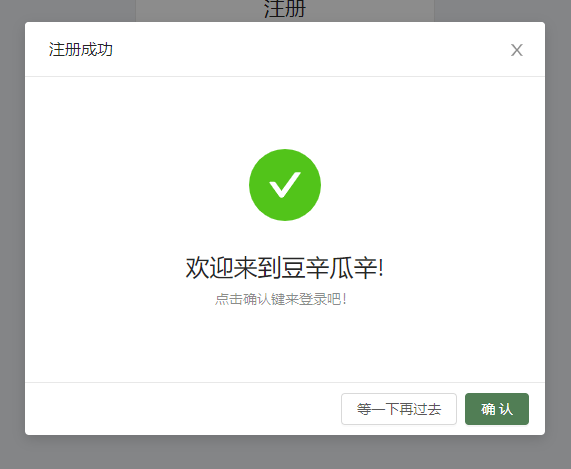 注册
注册成功
欢迎来到豆辛瓜辛!
点击确认键来登录吧!
等一下再过去
确 认